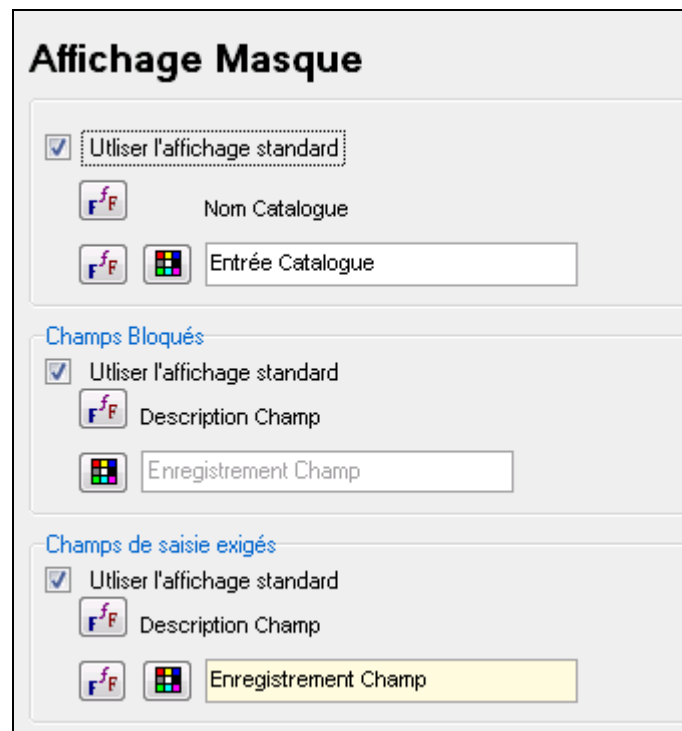 Affichage Masque
Utliser l'affichage standard
Nom Catalogue
Entrée Catalogue
Champs Bloqués
Utliser l'affichage standard
Description Champ
Enregistrement Champ
Champs de saisie exigés
Utliser l'affichage standard
Description Champ
Enregistrement Champ